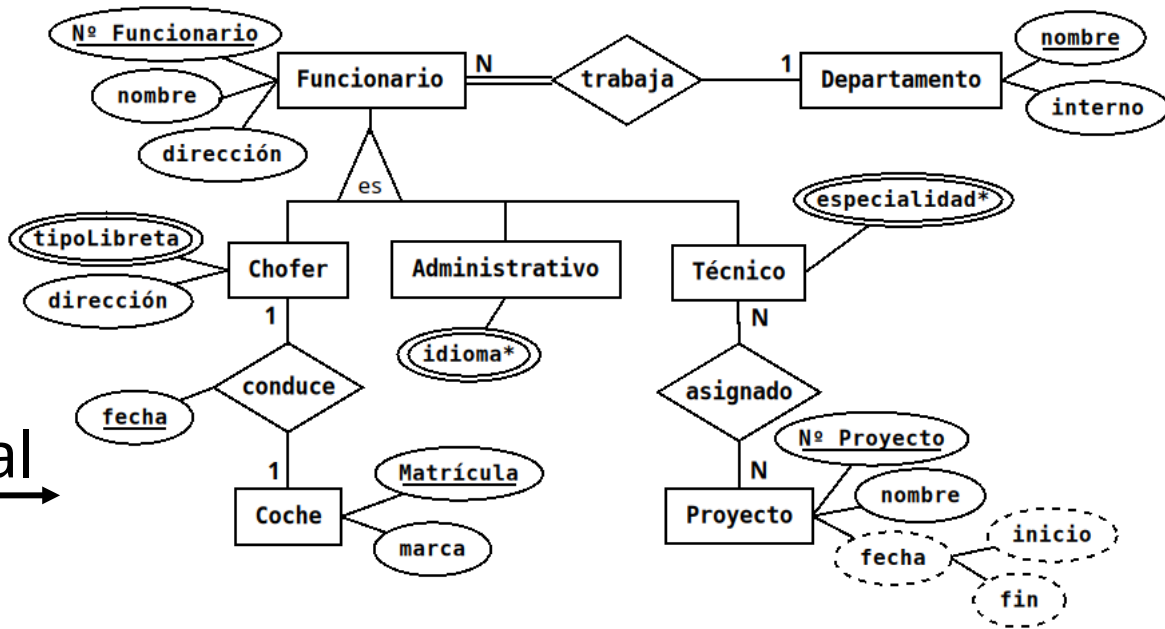 Nº Funcionario
nombre
dirección
Funcionario
N
trabaja
1
Departamento
nombre
interno
es
tipoLibreta
dirección
Chofer
Administrativo
Técnico
especialidad*
1
idioma*
N
fecha
conduce
asignado
1
N
Coche
Matrícula
marca
Proyecto
Nº Proyecto
nombre
fecha
inicio
fin
al